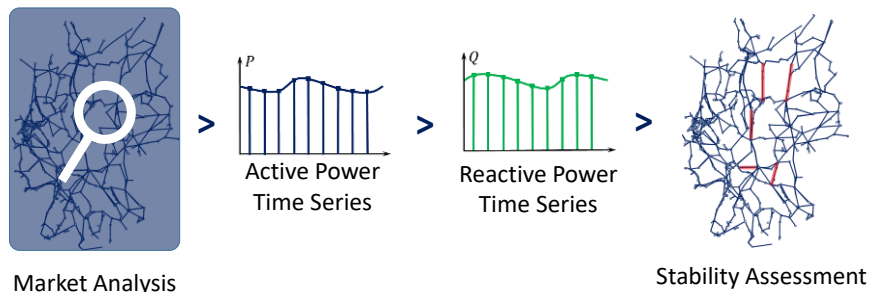 >
P
Active Power
Time Series
>
Q
Reactive Power
Time Series
>
Market Analysis
Stability Assessment